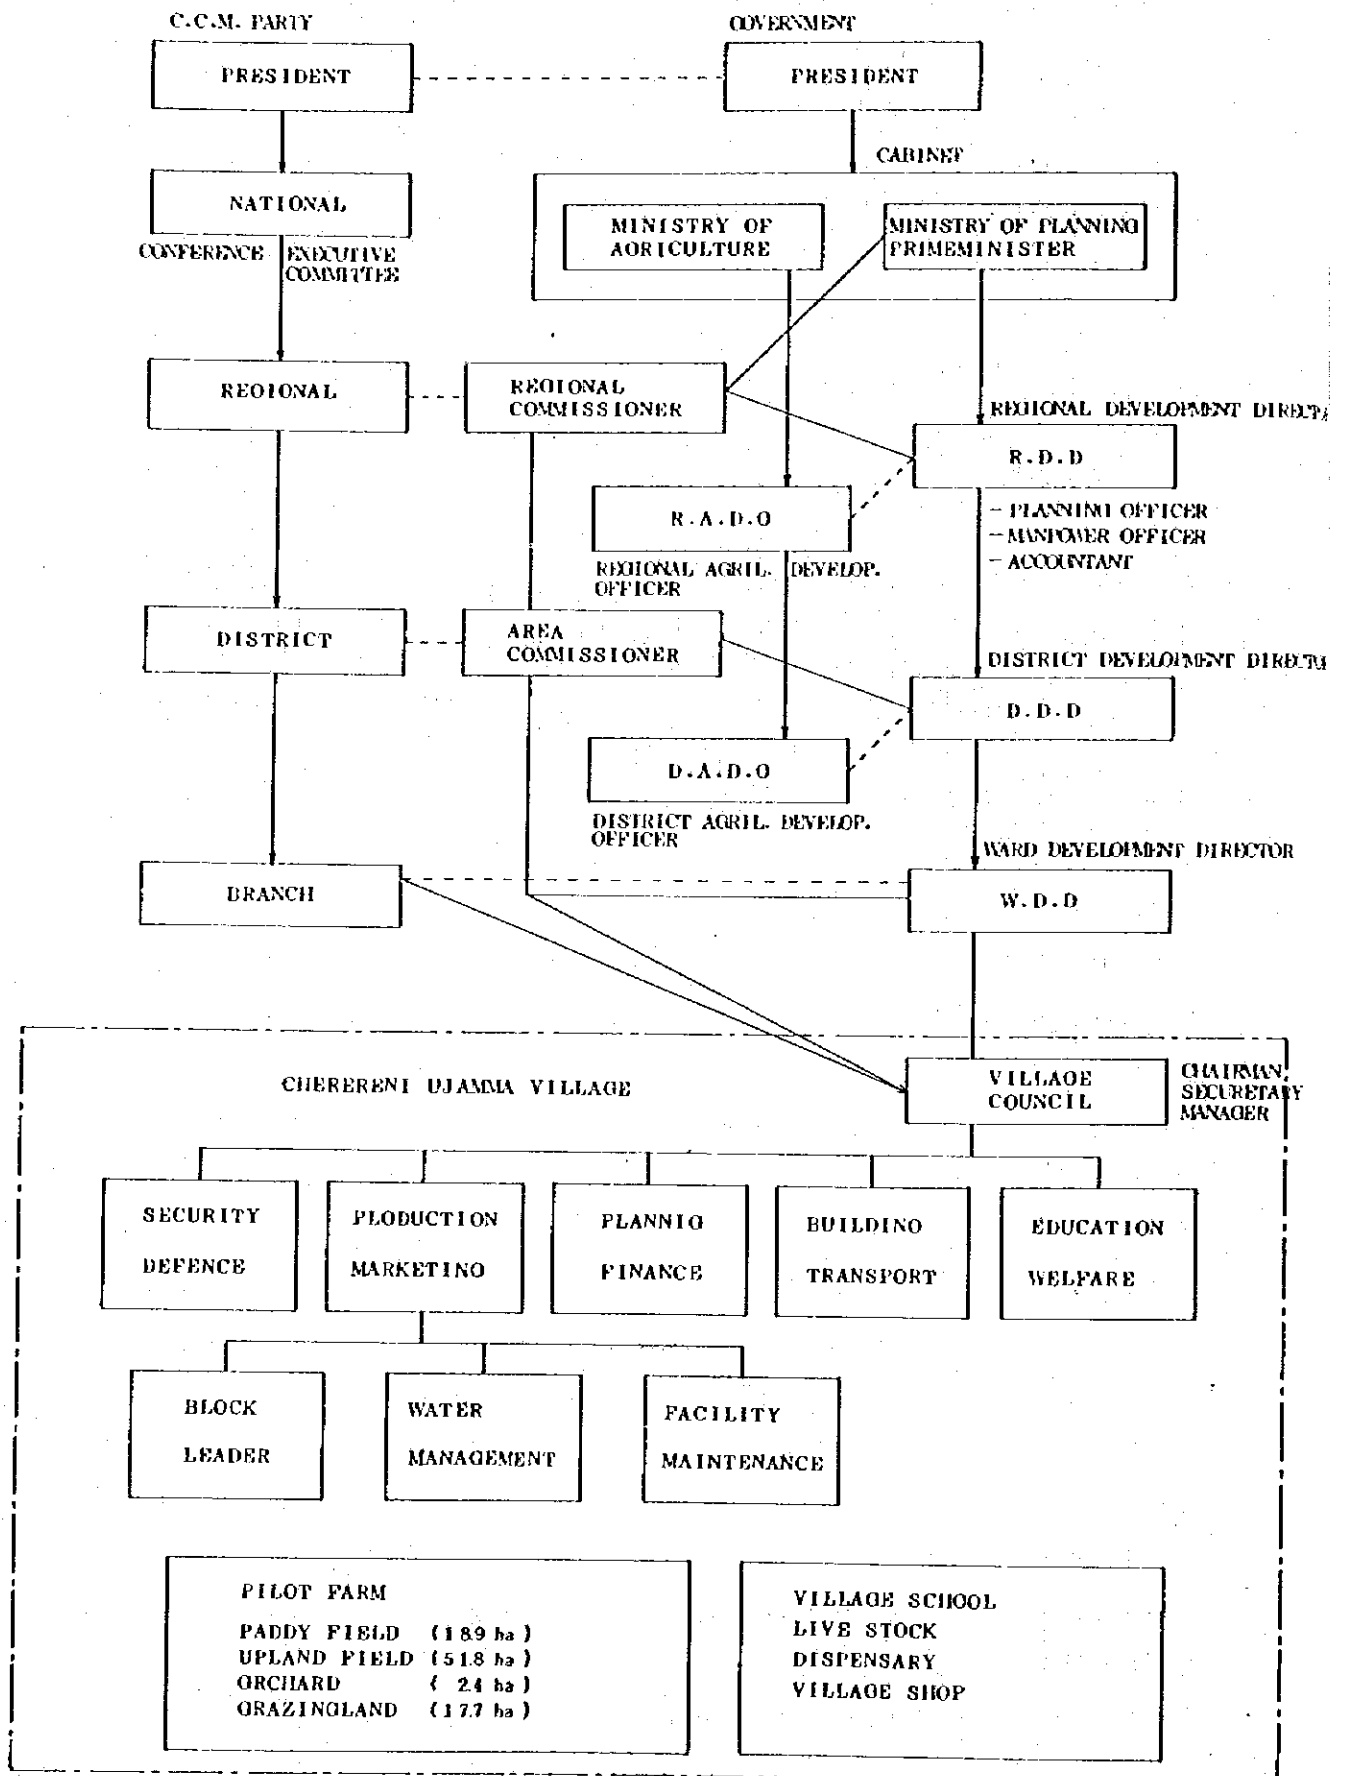 C.C.M. PARTY
GOVERNMENT
PRESIDENT
PRESIDENT
CABINET
NATIONAL
MINISTRY OF
AGRICULTURE
MINISTRY OF PLANNING
PRIMEMINISTER
CONFERENCE
EXECUTIVE
COMMITTEE
REGIONAL
REGIONAL
COMMISSIONER
REGIONAL DEVELOPMENT DIRECT
R.D.D
- PLANNING OFFICER
- MANPOWER OFFICER
- ACCOUNTANT
R.A.D.O
REGIONAL AGRIL. DEVELOP.
OFFICER
DISTRICT
AREA
COMMISSIONER
DISTRICT DEVELOPMENT DIRECT
D.D.D
D.A.D.O
DISTRICT AGRIL. DEVELOP.
OFFICER
WARD DEVELOPMENT DIRECTOR
BRANCH
W.D.D
CHERERENI UJAMMA VILLAGE
VILLAGE
COUNCIL
CHAIRMAN
SECURETARY
MANAGER
SECURITY
DEFENCE
PLODUCTION
MARKETING
PLANNIG
FINANCE
BUILDING
TRANSPORT
EDUCATION
WELFARE
BLOCK
LEADER
WATER
MANAGEMENT
FACILITY
MAINTENANCE
PILOT FARM
PADDY FIELD (18.9 ha)
UPLAND FIELD (51.8 ha)
ORCHARD ( 2.4 ha)
GRAZINGLAND (17.7 ha)
VILLAGE SCHOOL
LIVE STOCK
DISPENSARY
VILLAGE SHOP